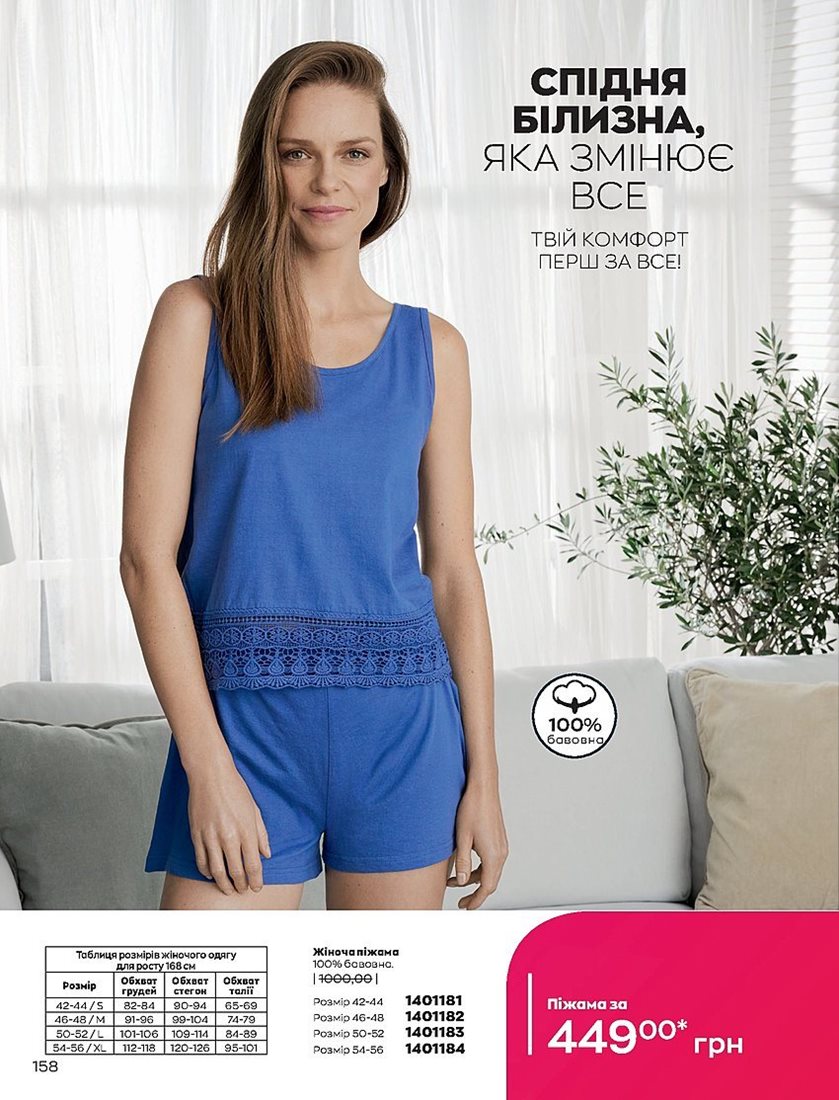 СПІДНЯ
БІЛИЗНА,
ЯКА ЗМІНЮЄ
ВСЕ
ТВІЙ КОМФОРТ
ПЕРШ ЗА ВСЕ!
100%
бавовна
Таблиця розмірів жіночого одягу
для росту 168 см
Розмір Обхват грудей Обхват стегон Обхват талії
42-44 / S 82-84 90-94 65-69
46-48 / M 91-96 99-104 74-79
50-52 / L 101-106 109-114 84-89
54-56 / XL 112-118 120-126 95-101
158
Жіноча піжама
100% бавовна.
| 1000,00 |
Розмір 42-44 1401181
Розмір 46-48 1401182
Розмір 50-52 1401183
Розмір 54-56 1401184
Піжама за
44900* грн